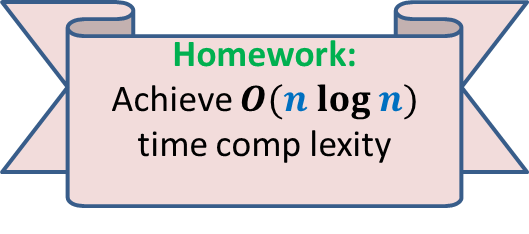 Homework:
Achieve O(n log n)
time comp lexity